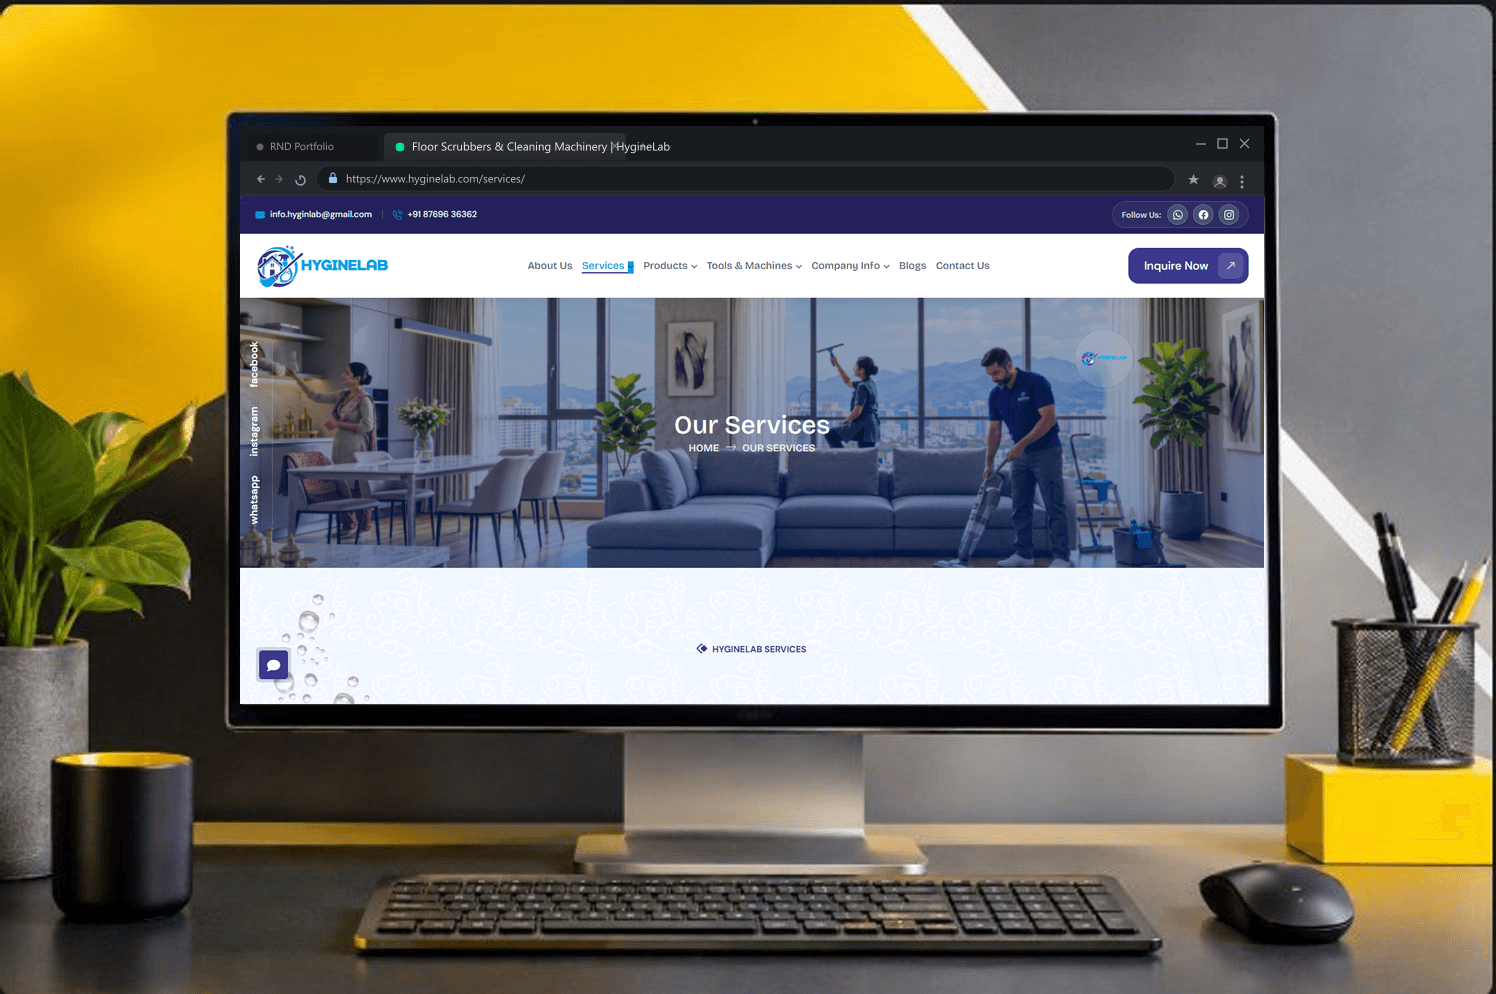 RND Portfolio
Floor Scrubbers & Cleaning Machinery | HygineLab
https://www.hyginelab.com/services/
info.hyginlab@gmail.com
+91 87696 36362
Follow Us:
HYGINELAB
About Us
Services
Products
Tools & Machines
Company Info
Blogs
Contact Us
Inquire Now
facebook
instagram
whatsapp
HYGINELAB
Our Services
HOME → OUR SERVICES
HYGINELAB SERVICES